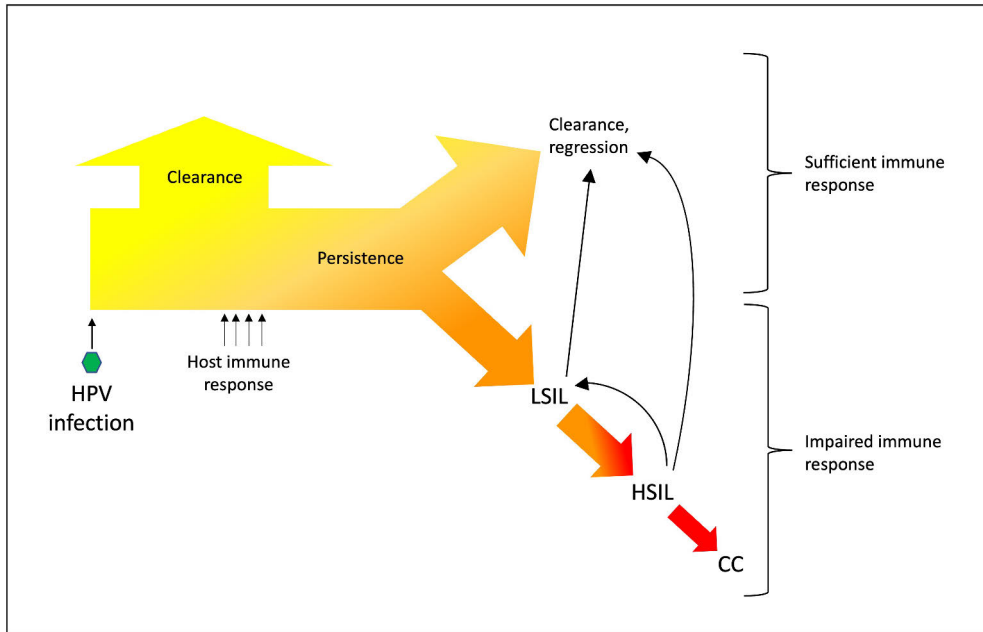 Clearance
Persistence
HPV
infection
Host immune
response
Clearance,
regression
LSIL
HSIL
CC
Sufficient immune
response
Impaired immune
response